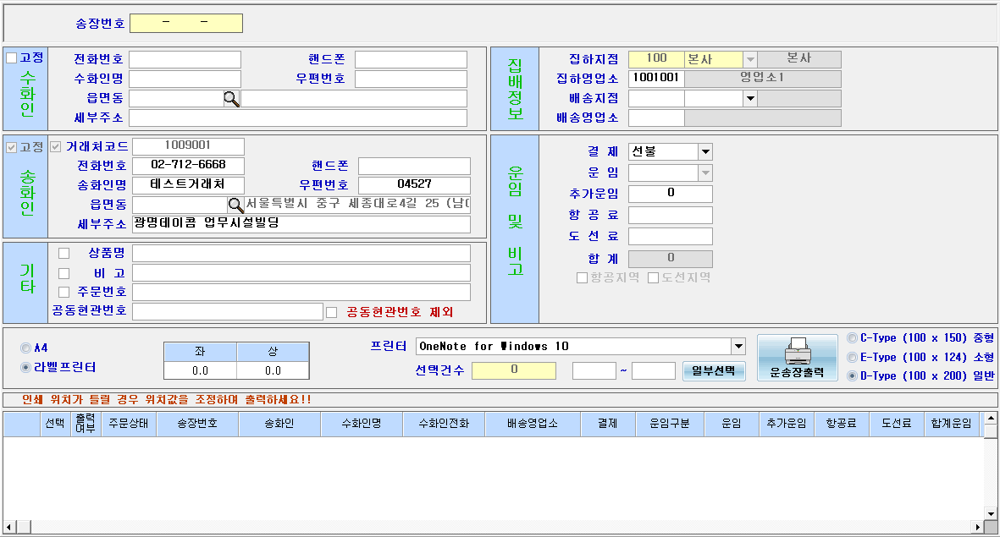 송장번호 - -
고정
수화인
전화번호 핸드폰
수화인명 우편번호
읍면동
세부주소
집배정보
집하지점 100 본사 본사
집하영업소 1001001 영업소1
배송지점
배송영업소
고정
송화인
거래처코드 1009001
전화번호 02-712-6668 핸드폰
송화인명 테스트거래처 우편번호 04527
읍면동 서울특별시 중구 세종대로4길 25 (남
세부주소 광명데이콤 업무시설빌딩
운임 및 비고
결 제 선불
운 임
추가운임 0
항 공 료
도 선 료
합 계 0
항공지역 도선지역
기타
상품명
비 고
주문번호
공동현관번호 공동현관번호 제외
A4
라벨프린터
좌 상
0.0 0.0
프린터 OneNote for Windows 10
선택건수 0 ~ 일부선택
운송장출력
C-Type (100 x 150) 중형
E-Type (100 x 124) 소형
D-Type (100 x 200) 일반
인쇄 위치가 틀릴 경우 위치값을 조정하여 출력하세요!!
선택 출력여부 주문상태 송장번호 송화인 수화인명 수화인전화 배송영업소 결제 운임구분 운임 추가운임 항공료 도선료 합계운임